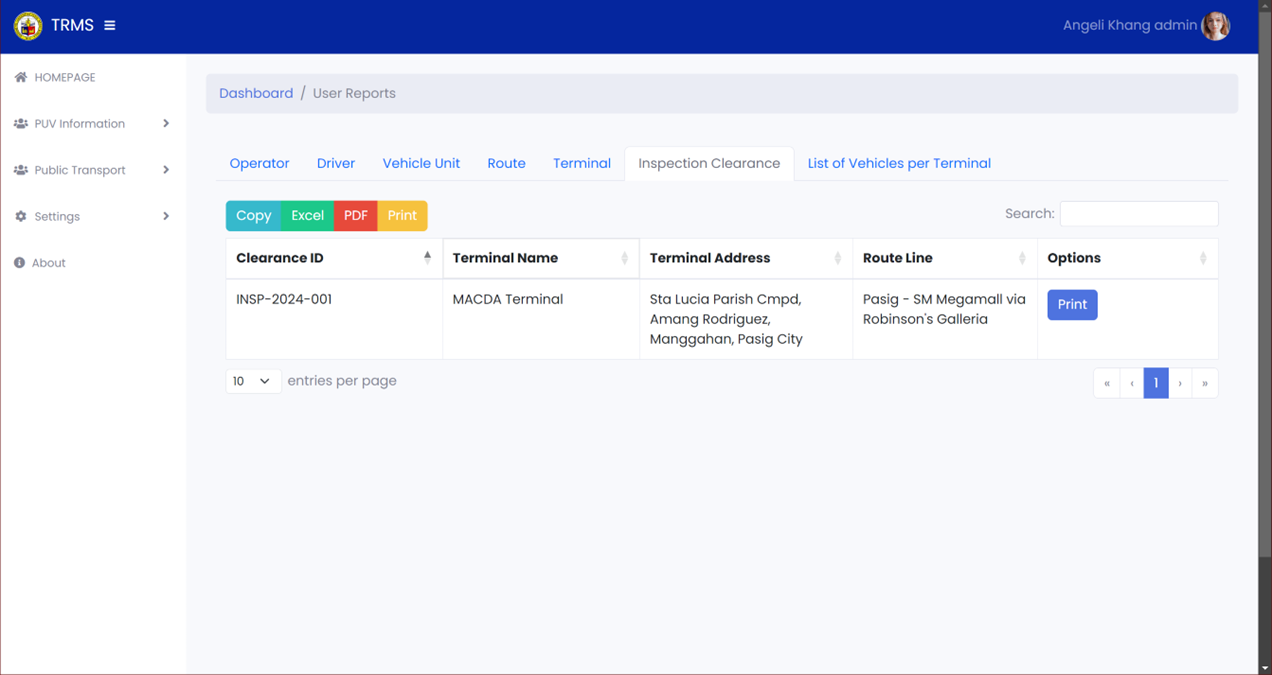 TRMS
Angeli Khang admin
HOMEPAGE
PUV Information
Public Transport
Settings
About
Dashboard / User Reports
Operator Driver Vehicle Unit Route Terminal Inspection Clearance List of Vehicles per Terminal
Copy Excel PDF Print
Search:
Clearance ID Terminal Name Terminal Address Route Line Options
INSP-2024-001 MACDA Terminal Sta Lucia Parish Cmpd, Pasig - SM Megamall via Print
Amang Rodriguez, Robinson's Galleria
Manggahan, Pasig City
10 entries per page
« ‹ 1 › »